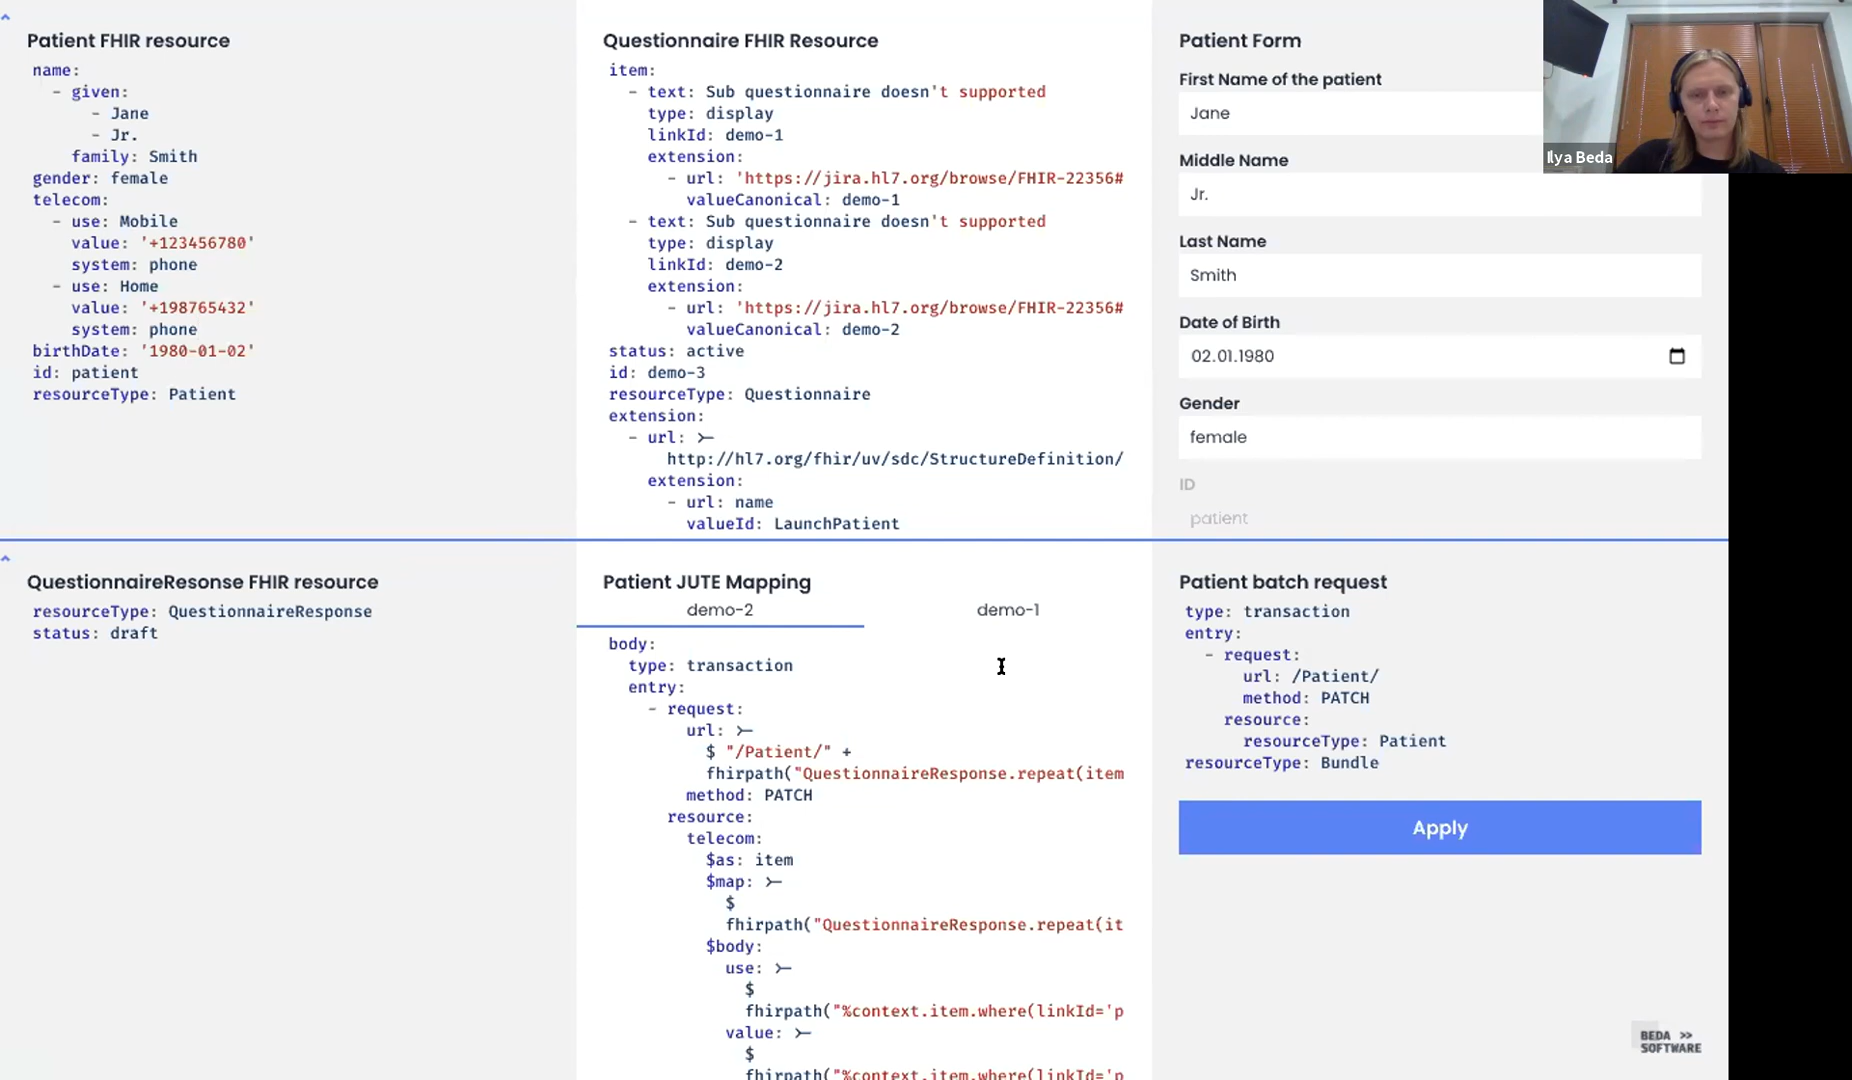 Patient FHIR resource
name:
- given:
- Jane
- Jr.
family: Smith
gender: female
telecom:
- use: Mobile
value: '+123456780'
system: phone
- use: Home
value: '+198765432'
system: phone
birthDate: '1980-01-02'
id: patient
resourceType: Patient
Questionnaire FHIR Resource
item:
- text: Sub questionnaire doesn't supported
type: display
linkId: demo-1
extension:
- url: 'https://jira.hl7.org/browse/FHIR-22356#
valueCanonical: demo-1
- text: Sub questionnaire doesn't supported
type: display
linkId: demo-2
extension:
- url: 'https://jira.hl7.org/browse/FHIR-22356#
valueCanonical: demo-2
status: active
id: demo-3
resourceType: Questionnaire
extension:
- url: >-
http://hl7.org/fhir/uv/sdc/StructureDefinition/
extension:
- url: name
valueId: LaunchPatient
Patient Form
First Name of the patient
Jane
Middle Name
Jr.
Last Name
Smith
Date of Birth
02.01.1980
Gender
female
ID
patient
Ilya Beda
QuestionnaireResonse FHIR resource
resourceType: QuestionnaireResponse
status: draft
Patient JUTE Mapping
demo-2 demo-1
body:
type: transaction
entry:
- request:
url: >-
$ "/Patient/" +
fhirpath("QuestionnaireResponse.repeat(item
method: PATCH
resource:
telecom:
$as: item
$map: >-
$
fhirpath("QuestionnaireResponse.repeat(it
$body:
use: >-
$
fhirpath("%context.item.where(linkId='p
value: >-
$
fhirpath("%context.item.where(linkId='p
Patient batch request
type: transaction
entry:
- request:
url: /Patient/
method: PATCH
resource:
resourceType: Patient
resourceType: Bundle
Apply
BEDA >>
SOFTWARE